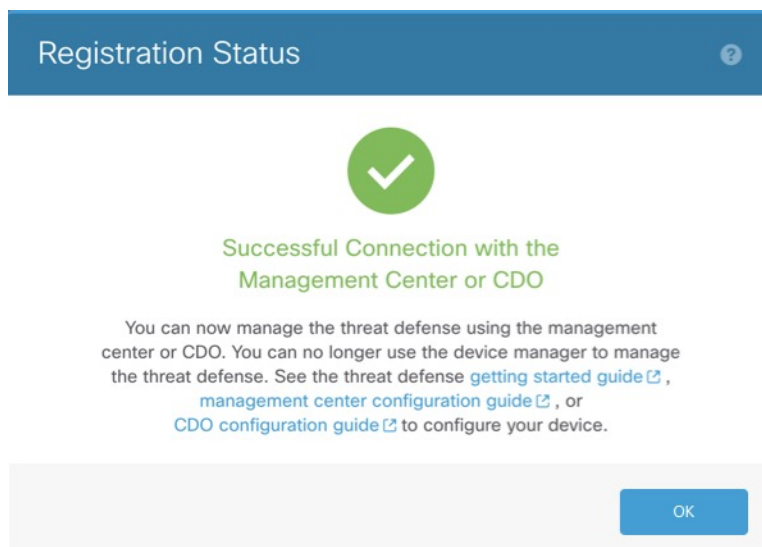 Registration Status
Successful Connection with the
Management Center or CDO
You can now manage the threat defense using the management
center or CDO. You can no longer use the device manager to manage
the threat defense. See the threat defense getting started guide ,
management center configuration guide , or
CDO configuration guide to configure your device.
OK